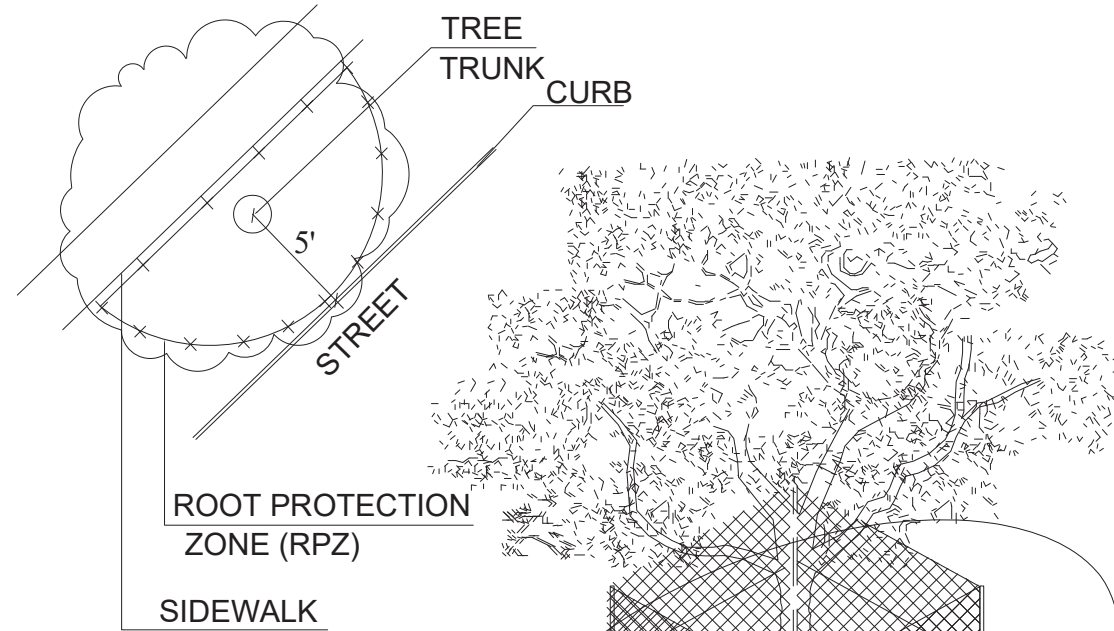 TREE
TRUNK
CURB
5'
STREET
ROOT PROTECTION
ZONE (RPZ)
SIDEWALK